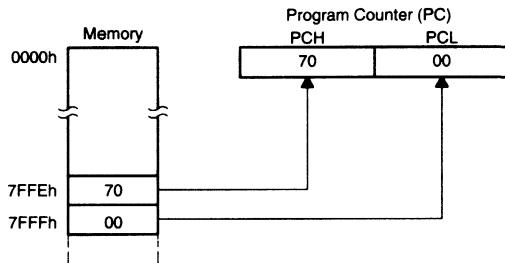 Program Counter (PC)
Memory
PCH
PCL
0000h
70
00
7FFEh
70
7FFFh
00